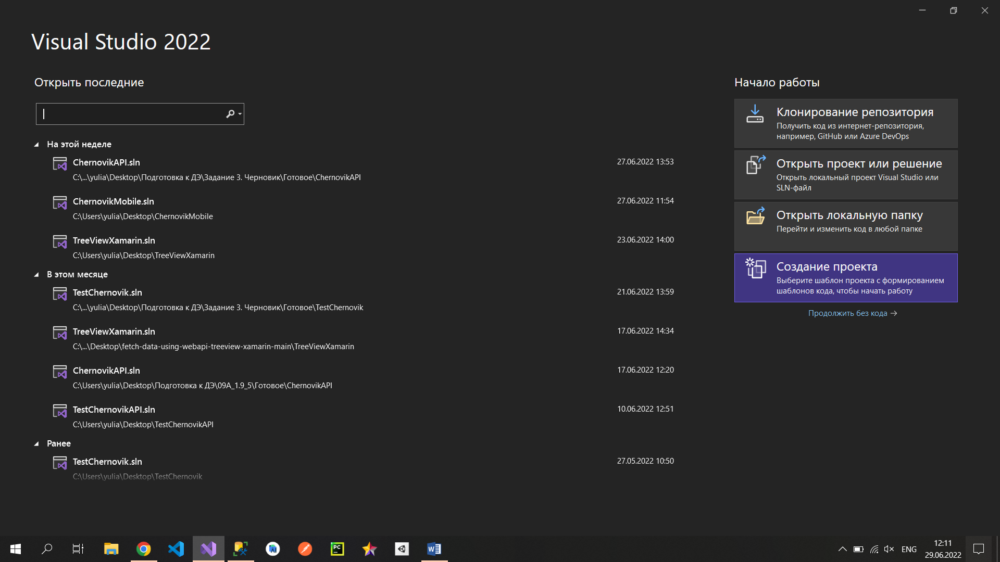 Visual Studio 2022
Открыть последние
На этой неделе
ChernovikAPI.sln
27.06.2022 13:53
C:\...\yulia\Desktop\Подготовка к ДЭ\Задание 3. Черновик\Готовое\ChernovikAPI
ChernovikMobile.sln
27.06.2022 11:54
C:\Users\yulia\Desktop\ChernovikMobile
TreeViewXamarin.sln
23.06.2022 14:00
C:\Users\yulia\Desktop\TreeViewXamarin
В этом месяце
TestChernovik.sln
21.06.2022 13:59
C:\...\yulia\Desktop\Подготовка к ДЭ\Задание 3. Черновик\Готовое\TestChernovik
TreeViewXamarin.sln
17.06.2022 14:34
C:\...\Desktop\fetch-data-using-webapi-treeview-xamarin-main\TreeViewXamarin
ChernovikAPI.sln
17.06.2022 12:20
C:\Users\yulia\Desktop\Подготовка к ДЭ\09A_1.9_5\Готовое\ChernovikAPI
TestChernovikAPI.sln
10.06.2022 12:51
C:\Users\yulia\Desktop\TestChernovikAPI
Ранее
TestChernovik.sln
27.05.2022 10:50
C:\Users\yulia\Desktop\TestChernovik
Начало работы
Клонирование репозитория
Получить код из интернет-репозитория,
например, GitHub или Azure DevOps
Открыть проект или решение
Открыть локальный проект Visual Studio или
SLN-файл
Открыть локальную папку
Перейти и изменить код в любой папке
Создание проекта
Выберите шаблон проекта с формированием
шаблонов кода, чтобы начать работу
Продолжить без кода →
PC
W
ENG
12:11
29.06.2022